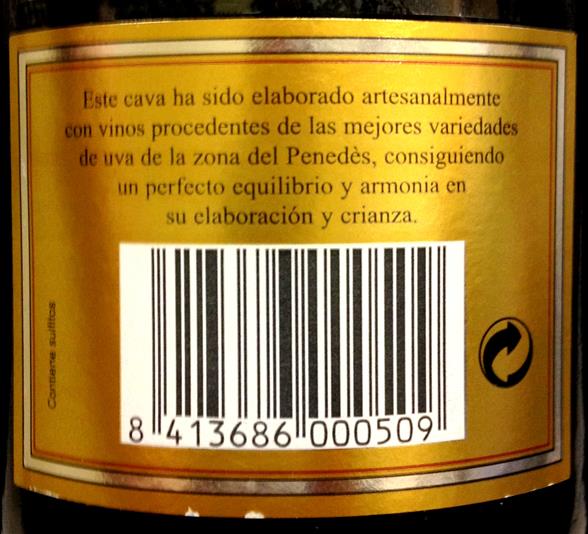 Este cava ha sido elaborado artesanalmente
con vinos procedentes de las mejores variedades
de uva de la zona del Penedès, consiguiendo
un perfecto equilibrio y armonia en
su elaboración y crianza.
Contiene sulfitos
8 413686 000509